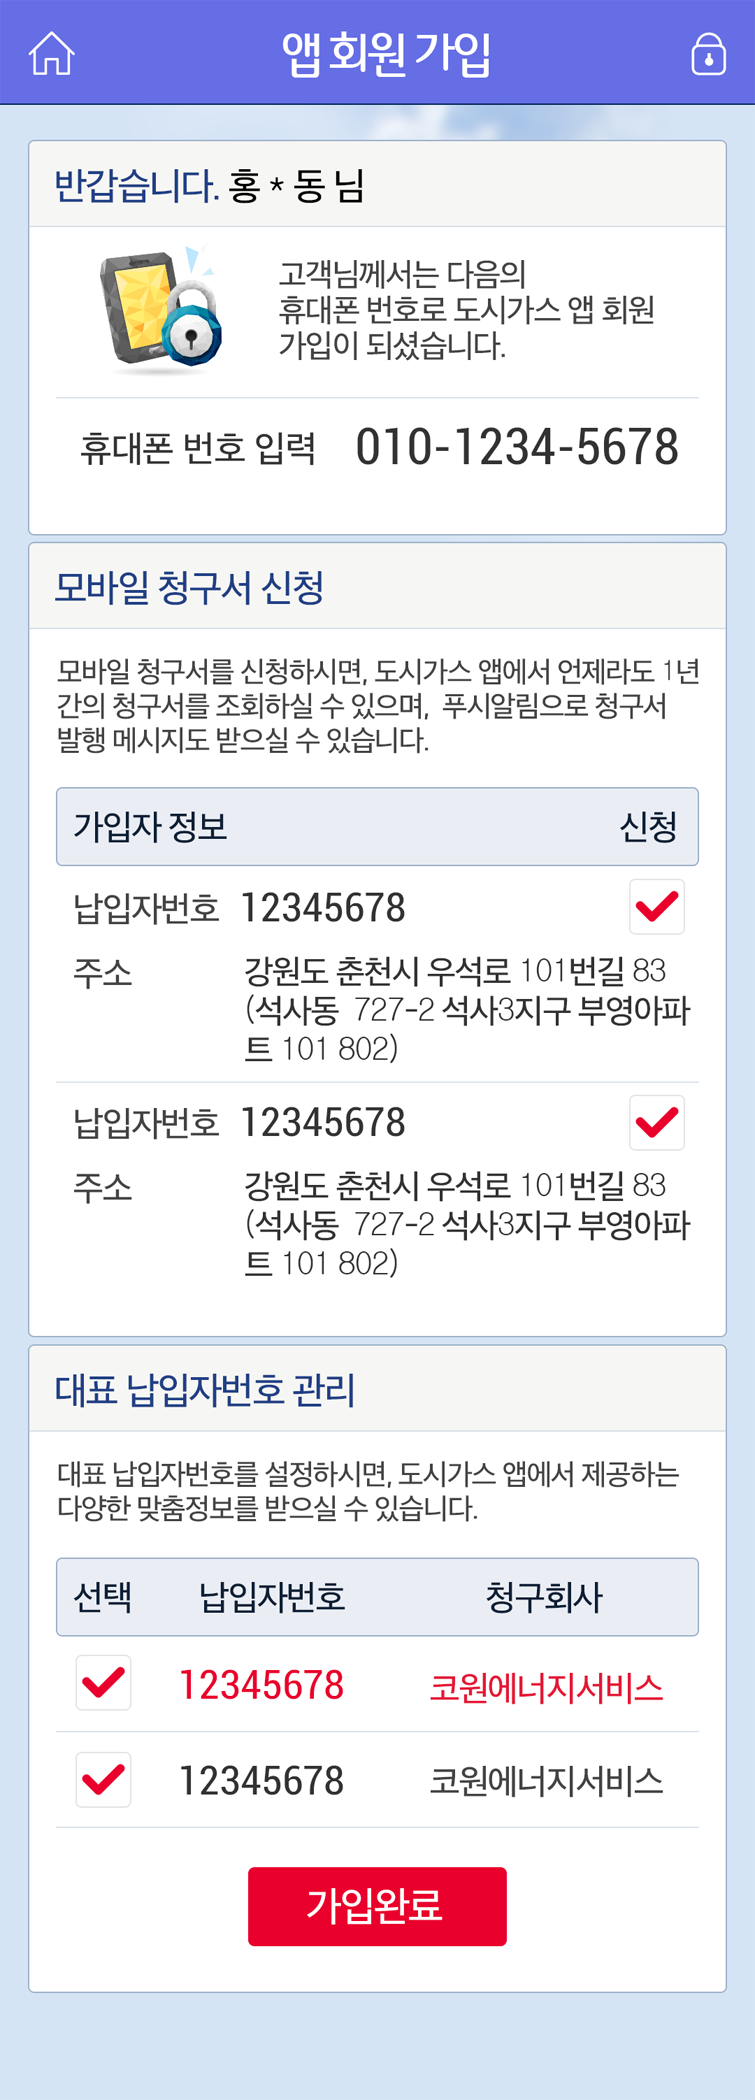 앱 회원 가입
반갑습니다. 홍 * 동 님
고객님께서는 다음의
휴대폰 번호로 도시가스 앱 회원
가입이 되셨습니다.
휴대폰 번호 입력 010-1234-5678
모바일 청구서 신청
모바일 청구서를 신청하시면, 도시가스 앱에서 언제라도 1년
간의 청구서를 조회하실 수 있으며, 푸시알림으로 청구서
발행 메시지도 받으실 수 있습니다.
가입자 정보 신청
납입자번호 12345678
주소 강원도 춘천시 우석로 101번길 83
(석사동 727-2 석사3지구 부영아파
트 101 802)
납입자번호 12345678
주소 강원도 춘천시 우석로 101번길 83
(석사동 727-2 석사3지구 부영아파
트 101 802)
대표 납입자번호 관리
대표 납입자번호를 설정하시면, 도시가스 앱에서 제공하는
다양한 맞춤정보를 받으실 수 있습니다.
선택 납입자번호 청구회사
12345678 코원에너지서비스
12345678 코원에너지서비스
가입완료